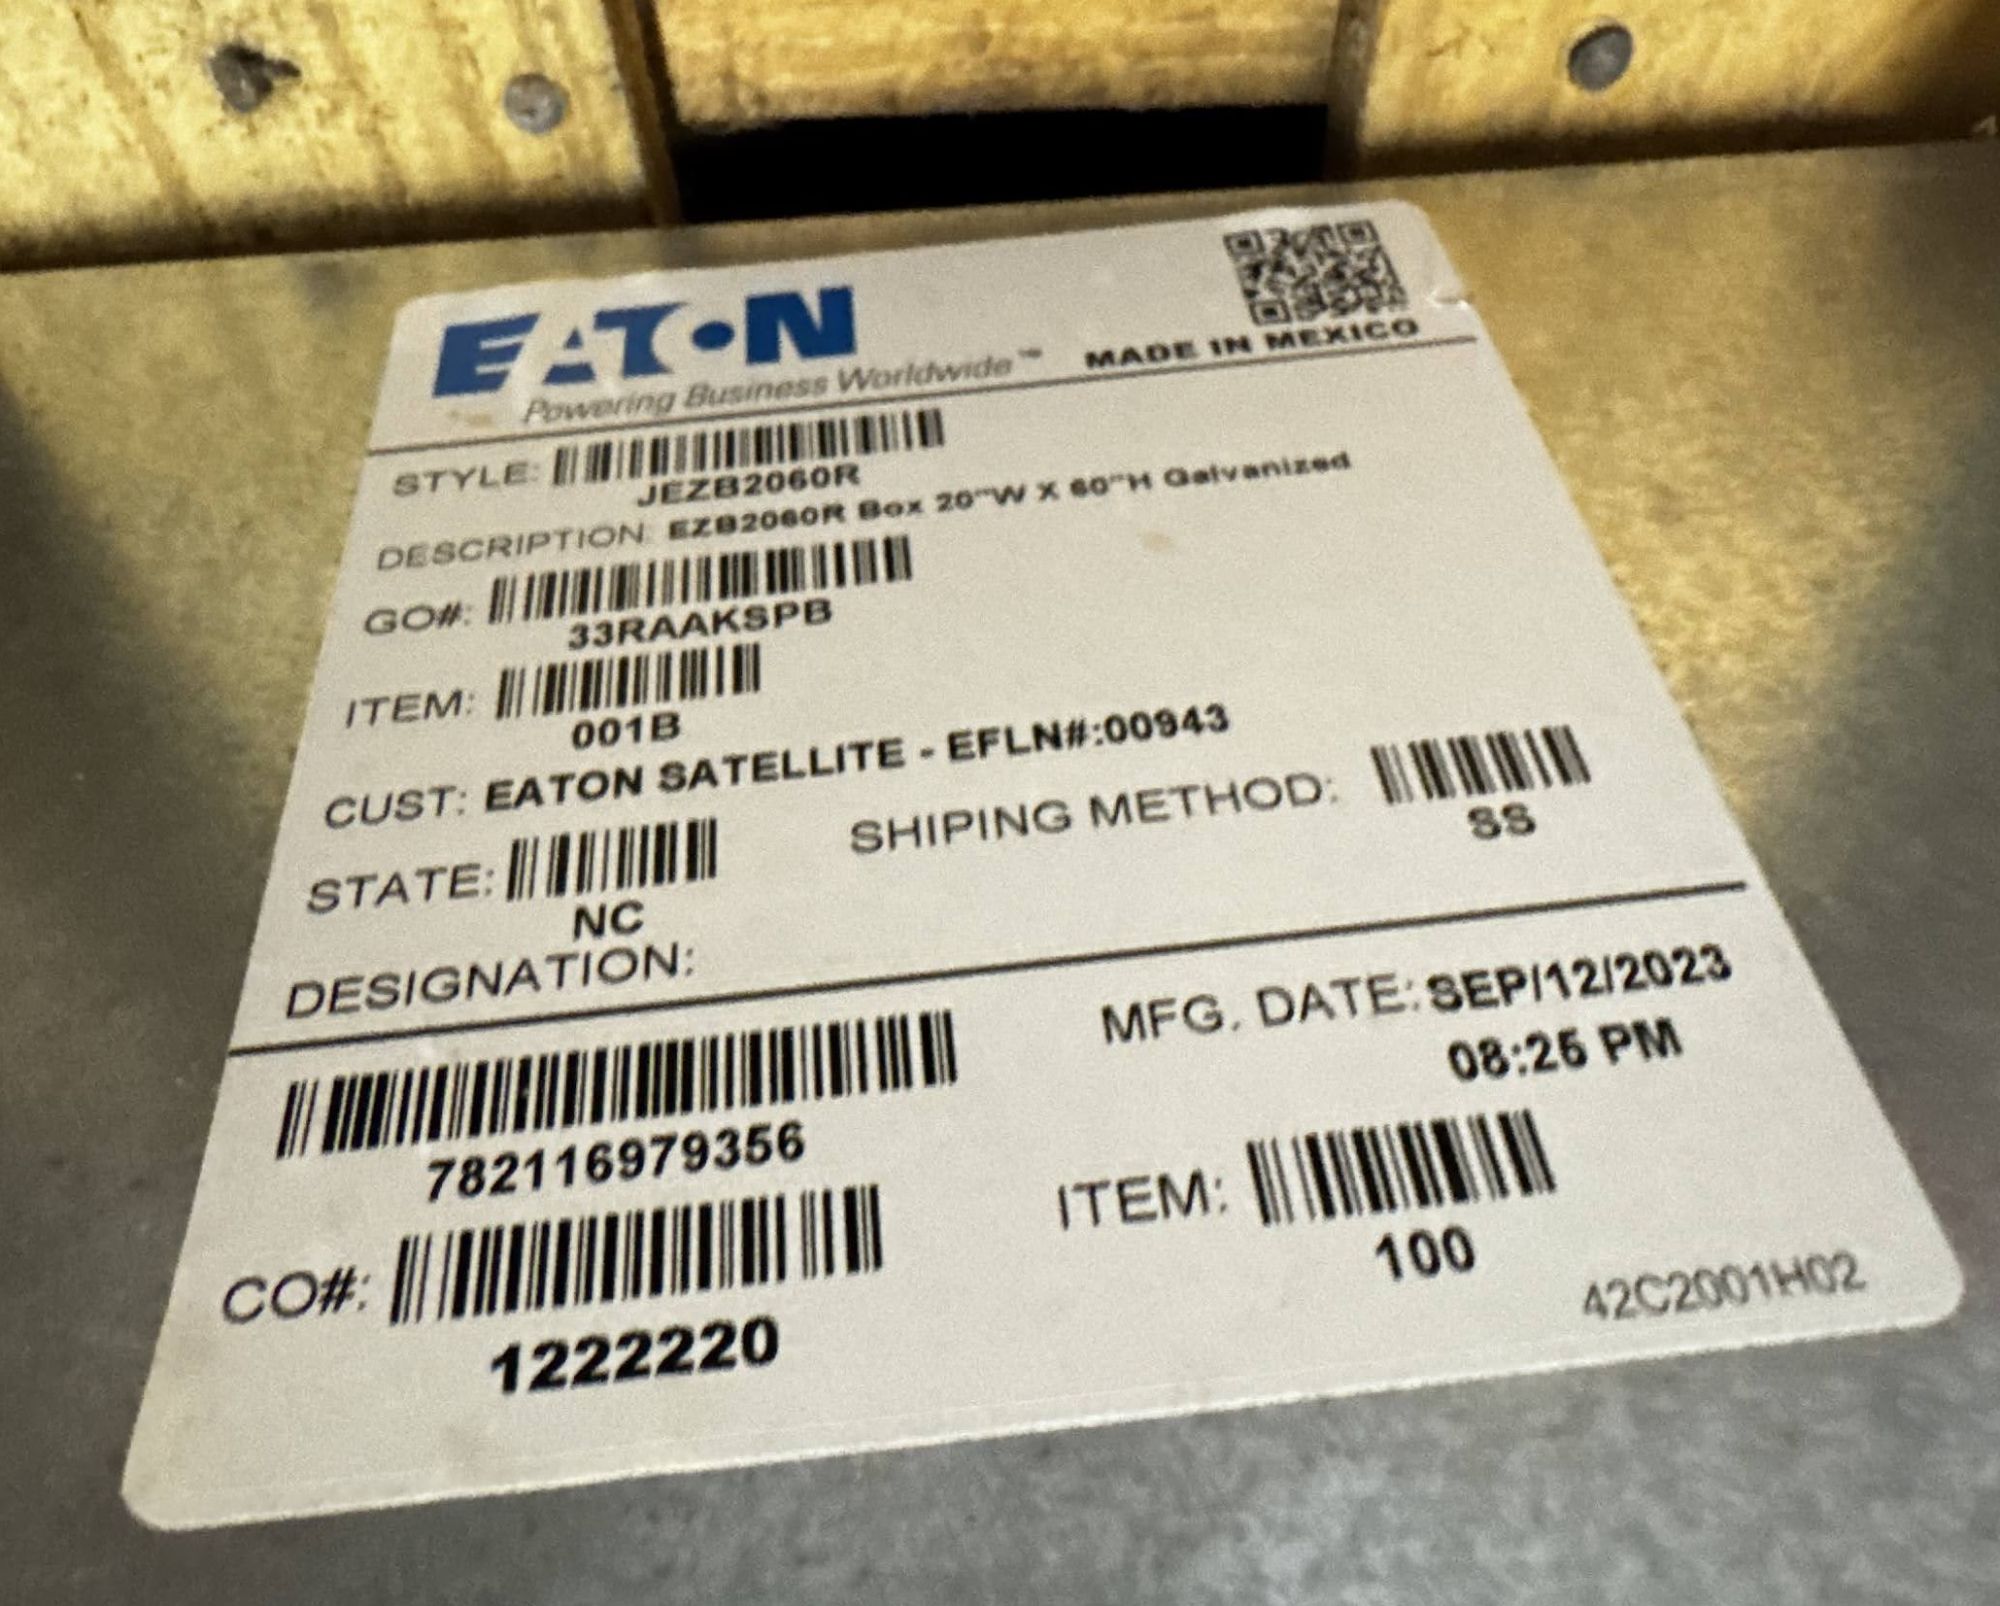 EATON
Powering Business Worldwide™
MADE IN MEXICO
STYLE:
JEZB2060R
DESCRIPTION: EZB2060R Box 20"W X 60"H Galvanized
GO#:
33RAAKSPB
ITEM:
001B
CUST: EATON SATELLITE - EFLN#:00943
STATE:
NC
SHIPING METHOD:
SS
DESIGNATION:
782116979356
MFG. DATE: SEP/12/2023
08:25 PM
CO#:
1222220
ITEM:
100
42C2001H02